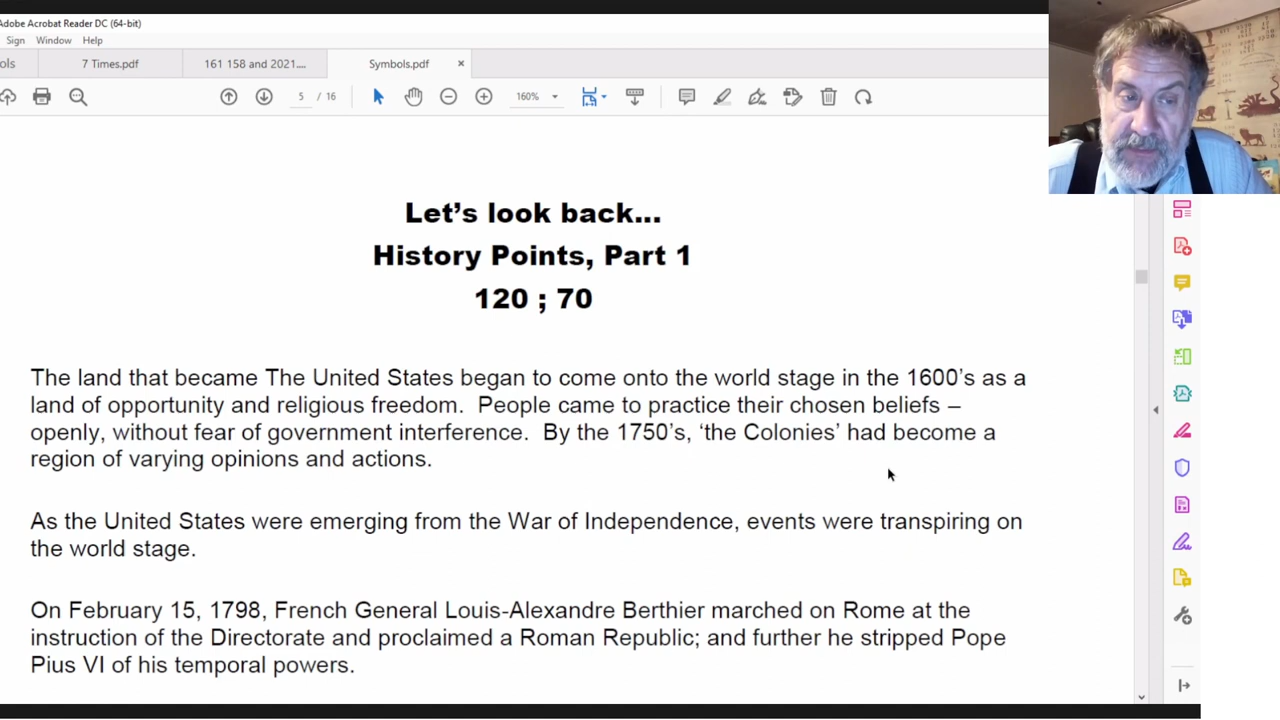 Adobe Acrobat Reader DC (64-bit)
Sign Window Help
ols 7 Times.pdf 161 158 and 2021.... Symbols.pdf ×
5 / 16 160%
Let’s look back...
History Points, Part 1
120 ; 70
The land that became The United States began to come onto the world stage in the 1600’s as a
land of opportunity and religious freedom. People came to practice their chosen beliefs –
openly, without fear of government interference. By the 1750’s, ‘the Colonies’ had become a
region of varying opinions and actions.
As the United States were emerging from the War of Independence, events were transpiring on
the world stage.
On February 15, 1798, French General Louis-Alexandre Berthier marched on Rome at the
instruction of the Directorate and proclaimed a Roman Republic; and further he stripped Pope
Pius VI of his temporal powers.